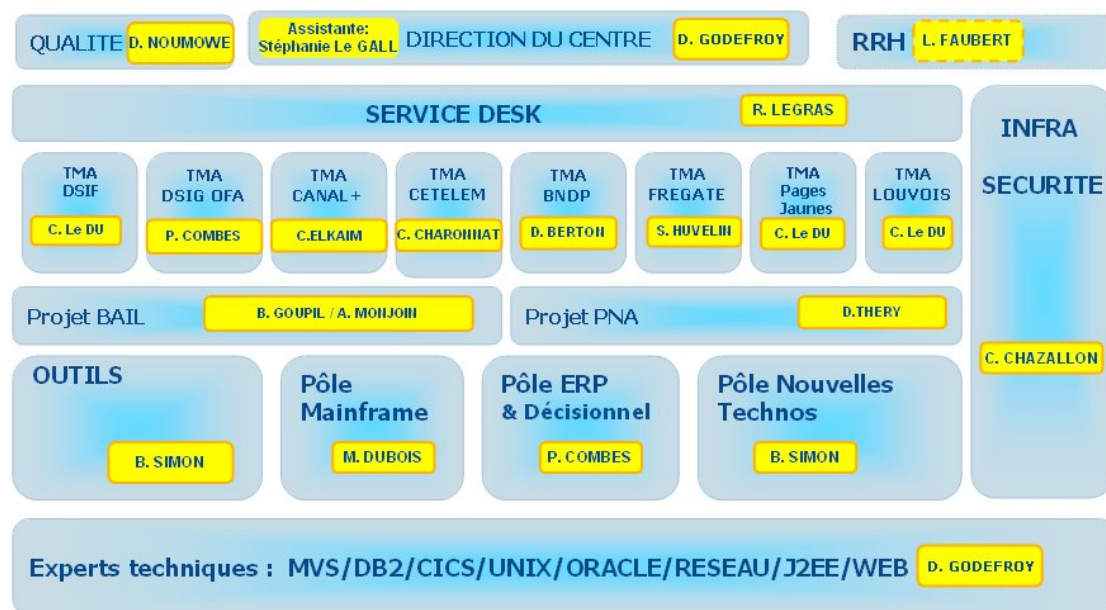 QUALITE D. NOUMOWE
Assistante:
Stéphanie Le GALL
DIRECTION DU CENTRE D. GODEFROY
RRH L. FAUBERT
SERVICE DESK R. LEGRAS
INFRA
SECURITE
C. CHAZALLON
TMA
DSIF
C. Le DU
TMA
DSIG OFA
P. COMBES
TMA
CANAL+
C.ELKAIM
TMA
CETELEM
C. CHARONNAT
TMA
BNDP
D. BERTON
TMA
FREGATE
S. HUVELIN
TMA
Pages
Jaunes
C. Le DU
TMA
LOUVOIS
C. Le DU
Projet BAIL B. GOUPIL / A. MONJOIN
Projet PNA D.THERY
OUTILS
B. SIMON
Pôle
Mainframe
M. DUBOIS
Pôle ERP
& Décisionnel
P. COMBES
Pôle Nouvelles
Technos
B. SIMON
Experts techniques : MVS/DB2/CICS/UNIX/ORACLE/RESEAU/J2EE/WEB D. GODEFROY